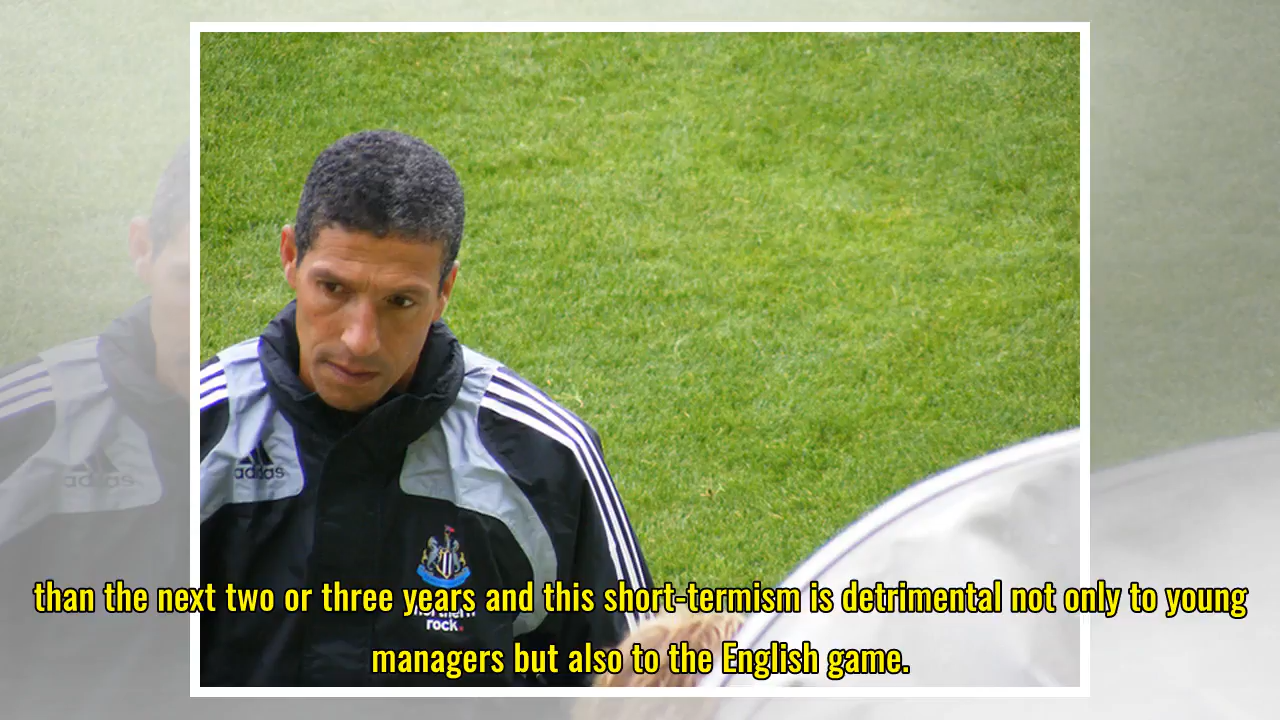 adidas
adidas
northern
rock.
than the next two or three years and this short-termism is detrimental not only to young
managers but also to the English game.